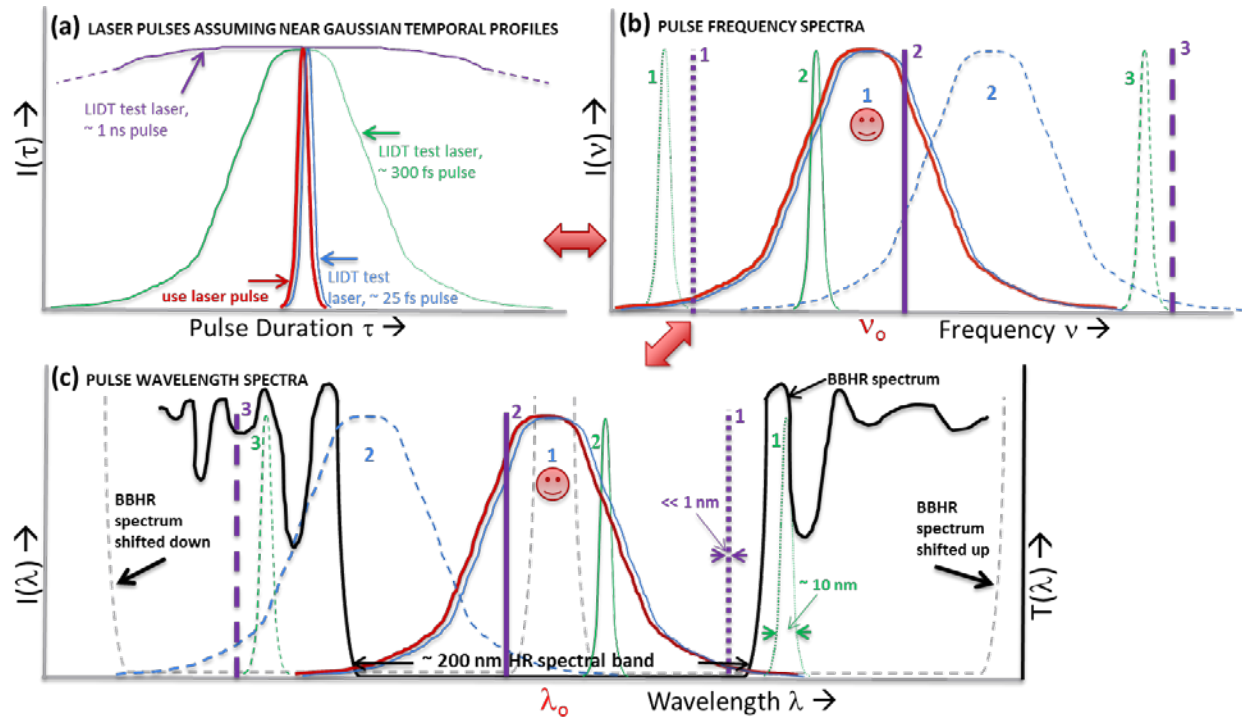 (a) LASER PULSES ASSUMING NEAR GAUSSIAN TEMPORAL PROFILES
I(τ) →
LIDT test laser,
~ 1 ns pulse
LIDT test laser,
~ 300 fs pulse
use laser pulse
LIDT test
laser, ~ 25 fs pulse
Pulse Duration τ →
(b) PULSE FREQUENCY SPECTRA
I(ν) →
1
1
2
1
2
2
3
3
νo
Frequency ν →
(c) PULSE WAVELENGTH SPECTRA
I(λ) →
3
3
2
2
1
2
1
1
BBHR spectrum
BBHR
spectrum
shifted down
<< 1 nm
~ 10 nm
BBHR
spectrum
shifted up
~ 200 nm HR spectral band
λo
Wavelength λ →
T(λ) →